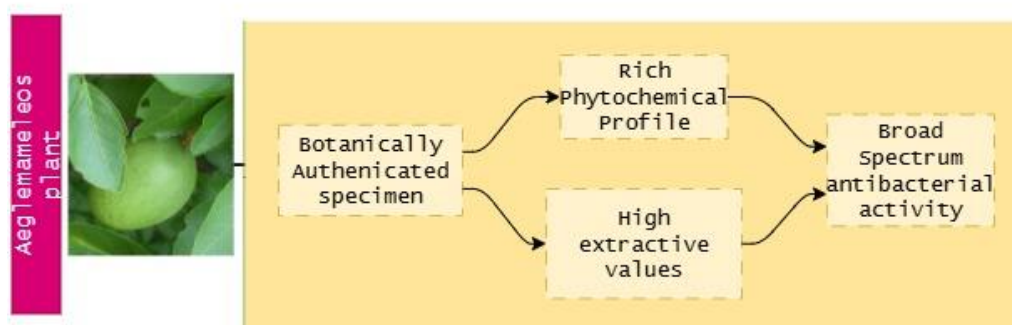 Aeglemameleos
plant
Botanically
Authenicated
specimen
Rich
Phytochemical
Profile
High
extractive
values
Broad
Spectrum
antibacterial
activity